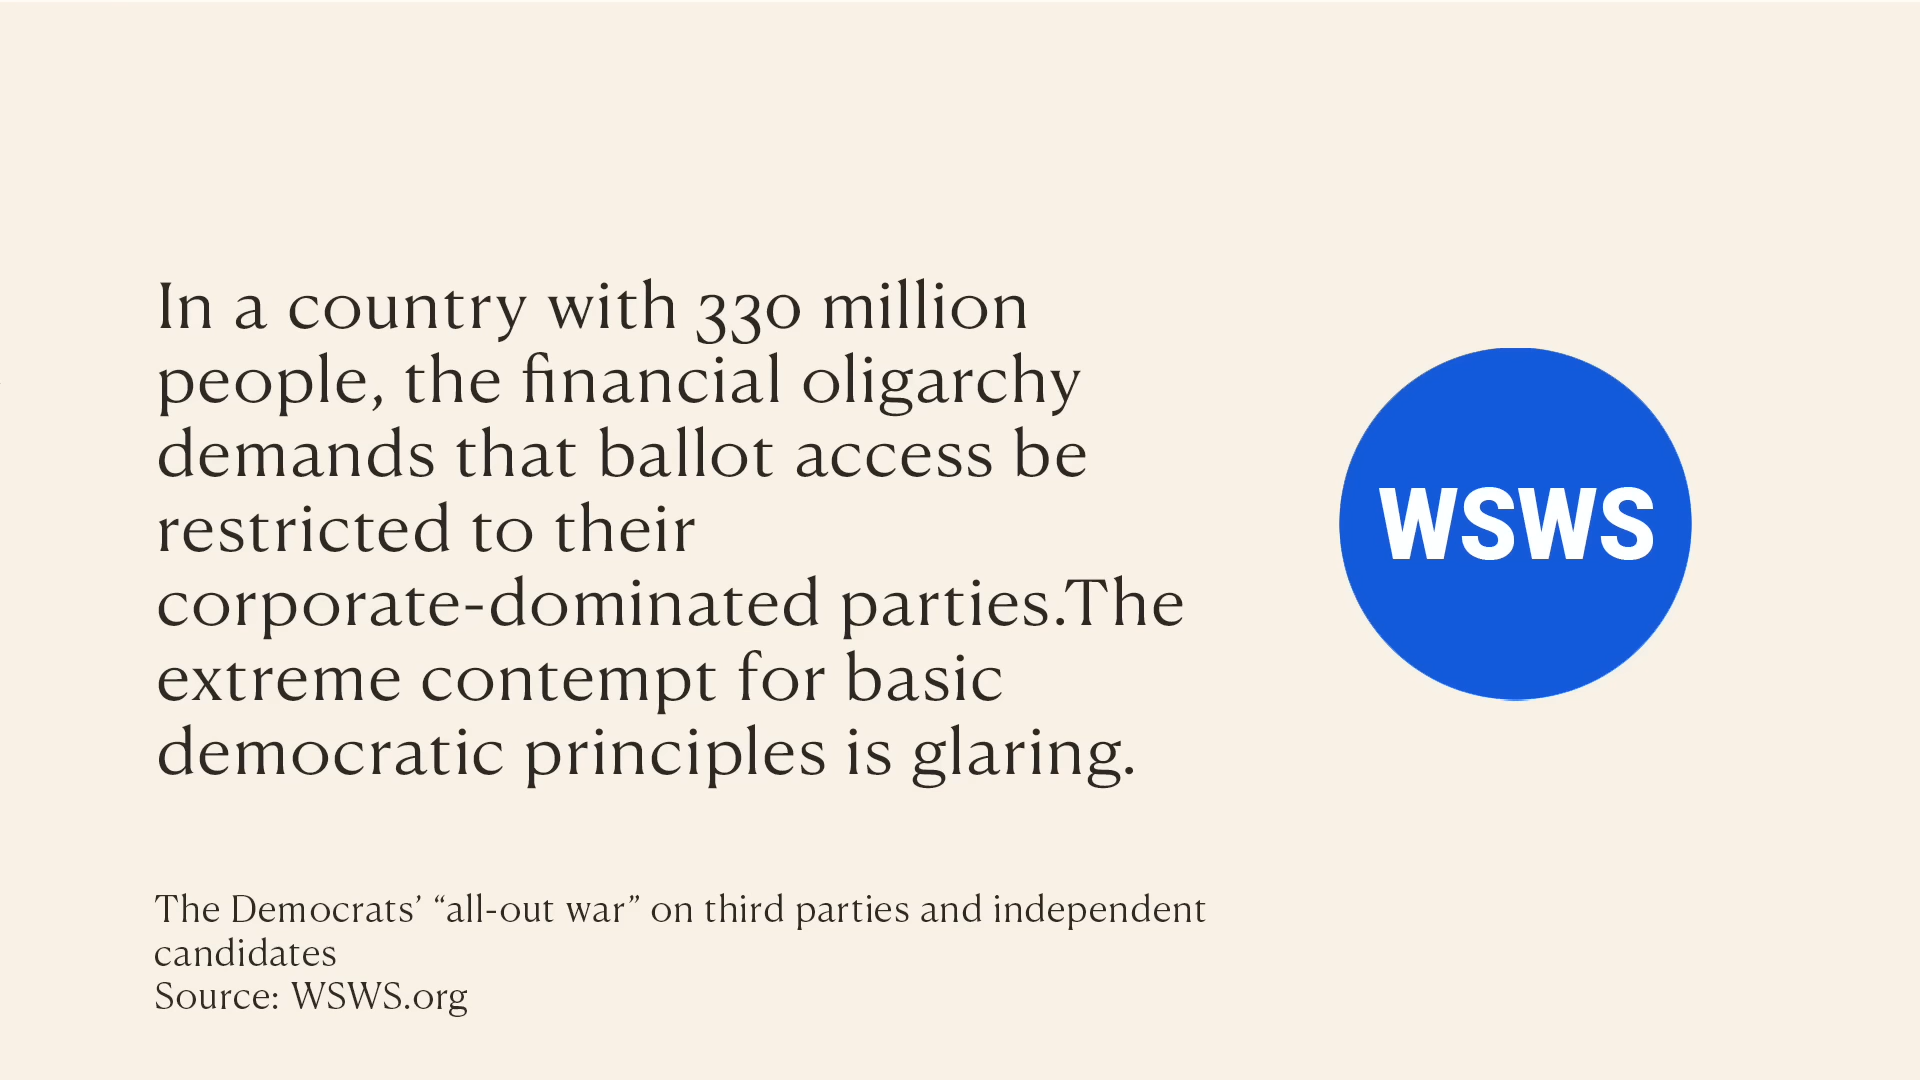 In a country with 330 million
people, the financial oligarchy
demands that ballot access be
restricted to their
corporate-dominated parties.The
extreme contempt for basic
democratic principles is glaring.
WSWS
The Democrats’ “all-out war” on third parties and independent
candidates
Source: WSWS.org